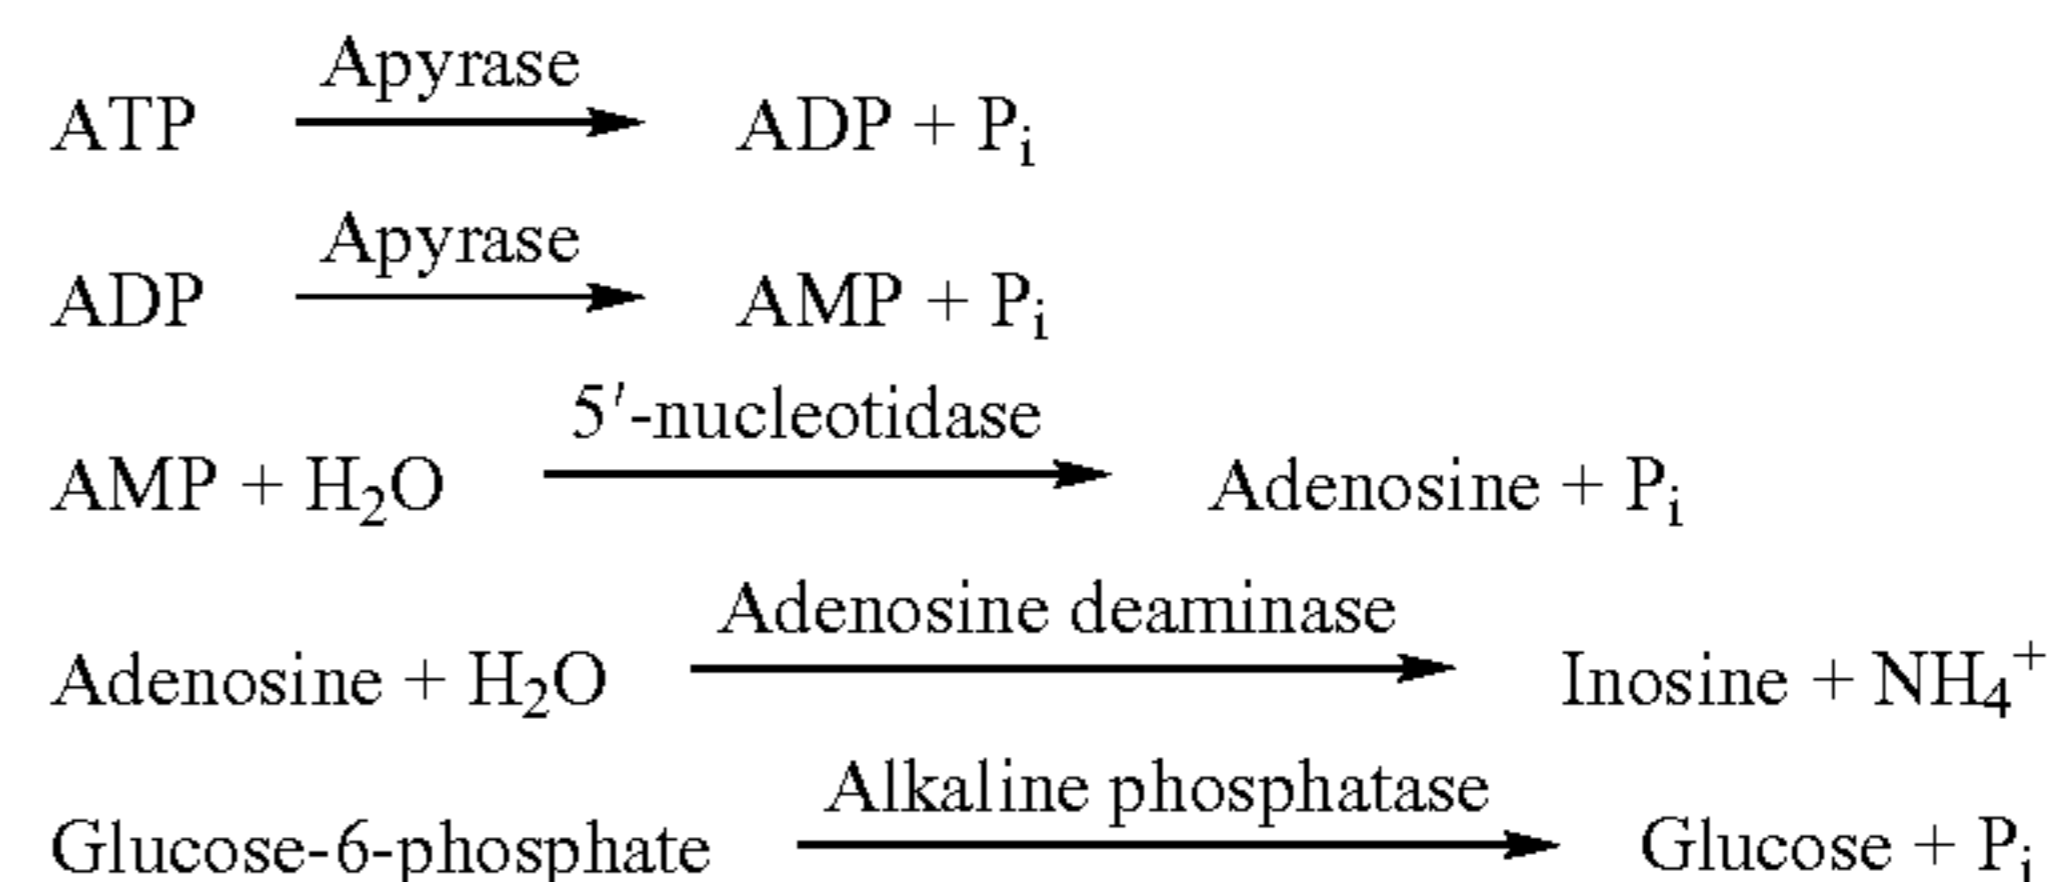 Apyrase
ATP ⟶ ADP + Pᵢ
Apyrase
ADP ⟶ AMP + Pᵢ
5′-nucleotidase
AMP + H₂O ⟶ Adenosine + Pᵢ
Adenosine deaminase
Adenosine + H₂O ⟶ Inosine + NH₄⁺
Alkaline phosphatase
Glucose-6-phosphate ⟶ Glucose + Pᵢ